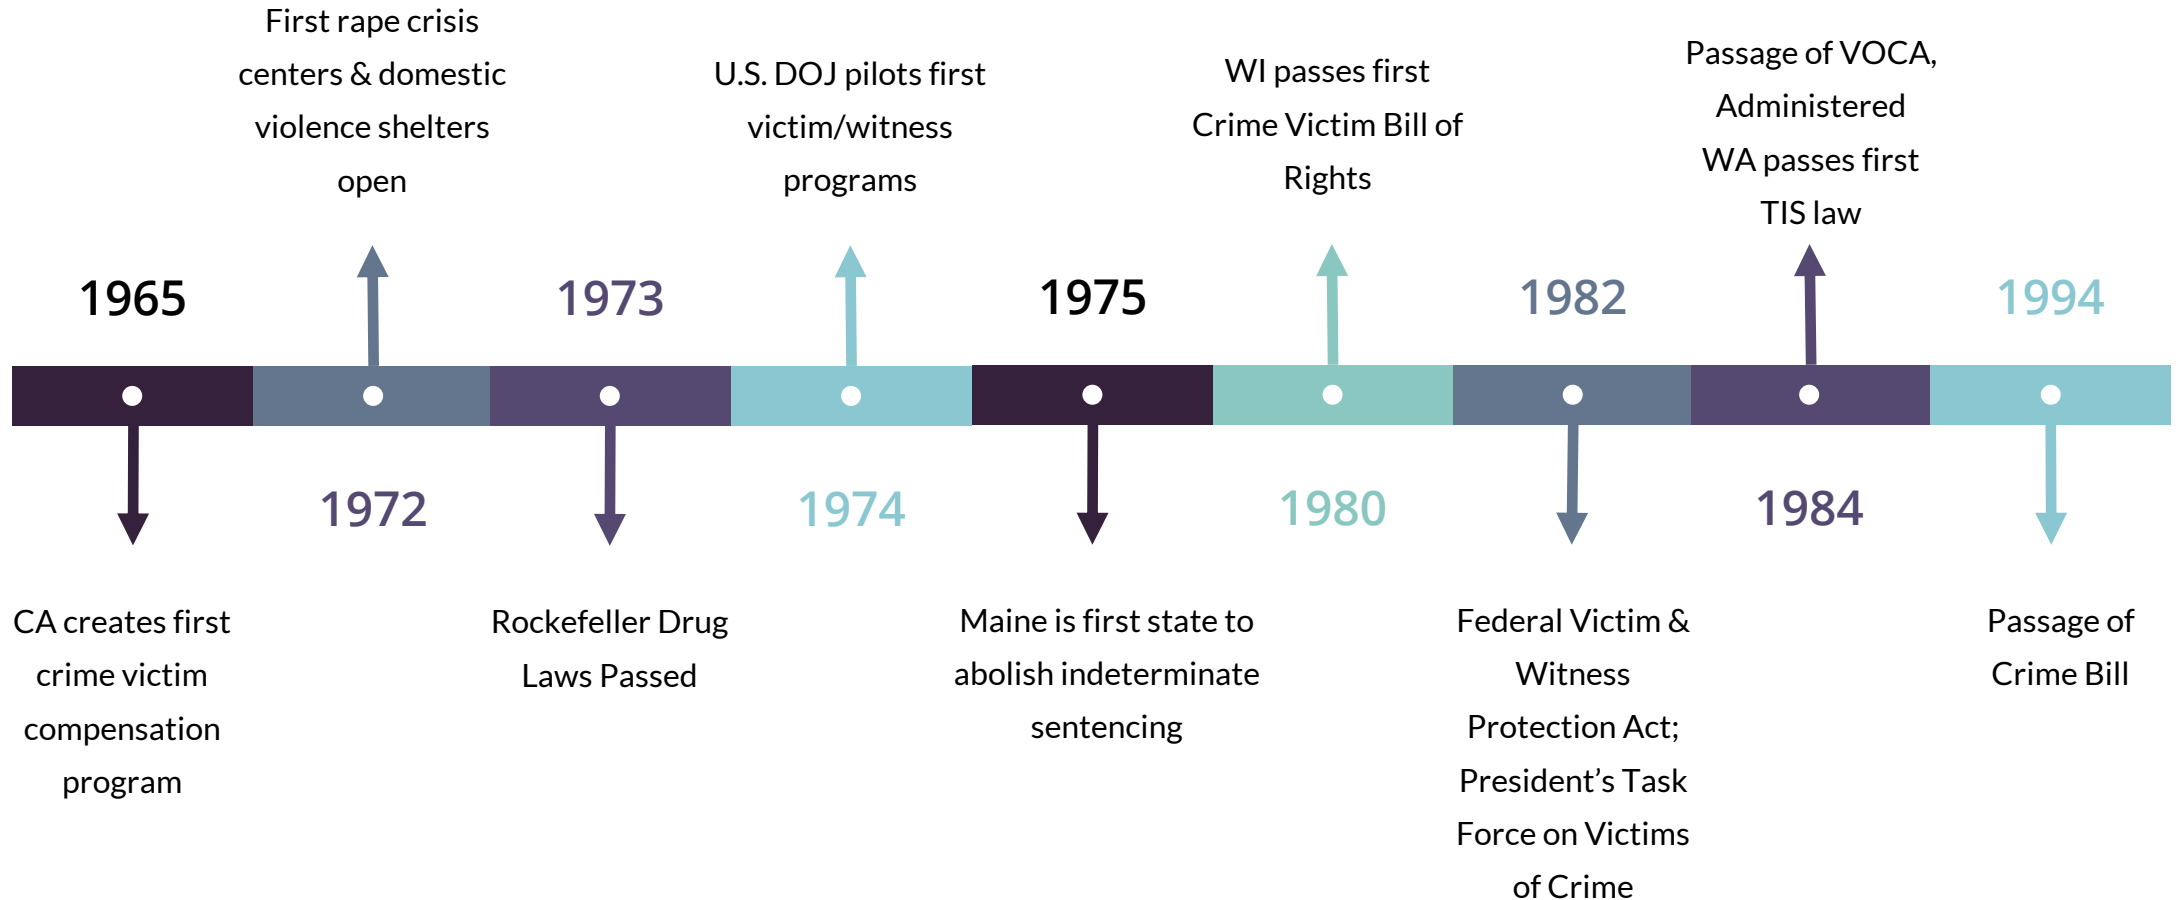 1965
CA creates first
crime victim
compensation
program
First rape crisis
centers & domestic
violence shelters
open
1972
1973
Rockefeller Drug
Laws Passed
U.S. DOJ pilots first
victim/witness
programs
1974
1975
Maine is first state to
abolish indeterminate
sentencing
WI passes first
Crime Victim Bill of
Rights
1980
1982
Federal Victim &
Witness
Protection Act;
President’s Task
Force on Victims
of Crime
Passage of VOCA,
Administered
WA passes first
TIS law
1984
1994
Passage of
Crime Bill